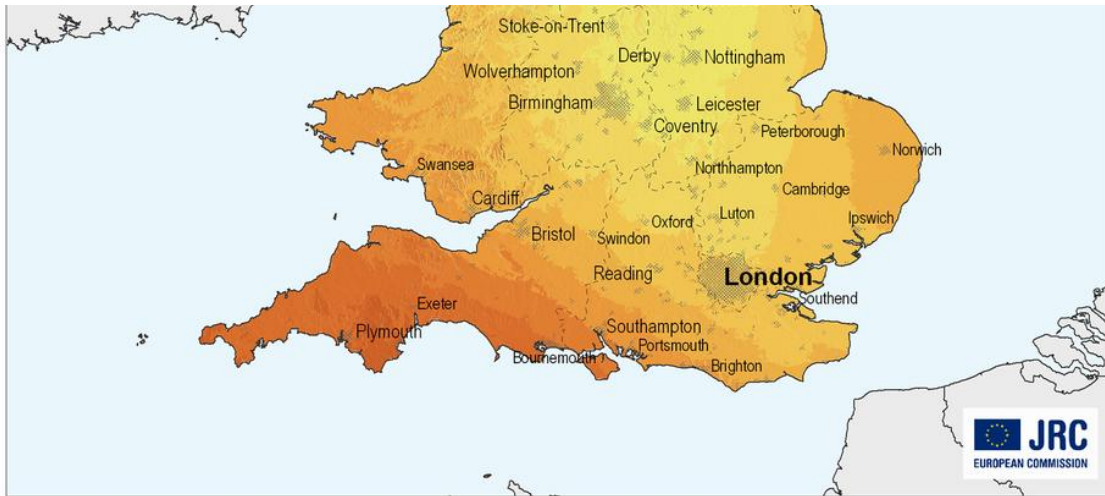 Stoke-on-Trent
Derby
Nottingham
Wolverhampton
Birmingham
Leicester
Coventry
Peterborough
Norwich
Swansea
Northhampton
Cardiff
Cambridge
Bristol
Swindon
Oxford
Luton
Ipswich
Reading
London
Southend
Exeter
Plymouth
Southampton
Portsmouth
Bournemouth
Brighton
JRC
EUROPEAN COMMISSION